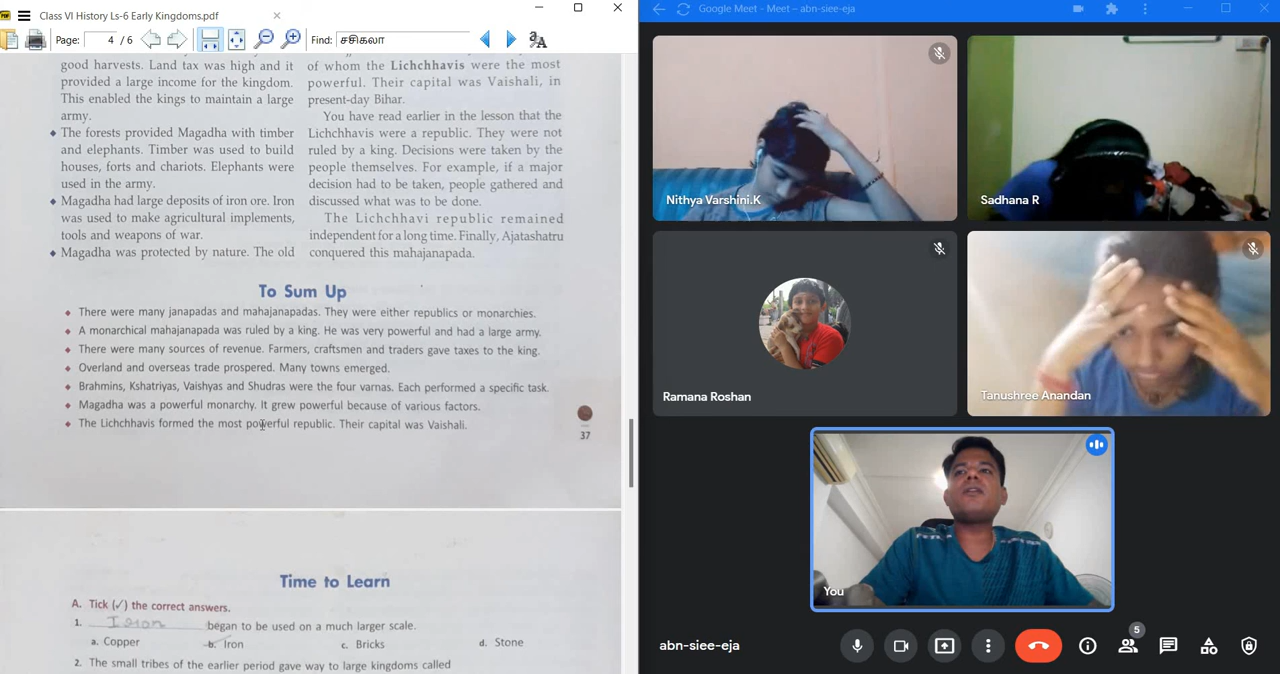 Class VI History Ls-6 Early Kingdoms.pdf
Page: 4 / 6
Find: சசிகலா
good harvests. Land tax was high and it
provided a large income for the kingdom.
This enabled the kings to maintain a large
army.
The forests provided Magadha with timber
and elephants. Timber was used to build
houses, forts and chariots. Elephants were
used in the army.
Magadha had large deposits of iron ore. Iron
was used to make agricultural implements,
tools and weapons of war.
Magadha was protected by nature. The old
of whom the Lichchhavis were the most
powerful. Their capital was Vaishali, in
present-day Bihar.
You have read earlier in the lesson that the
Lichchhavis were a republic. They were not
ruled by a king. Decisions were taken by the
people themselves. For example, if a major
decision had to be taken, people gathered and
discussed what was to be done.
The Lichchhavi republic remained
independent for a long time. Finally, Ajatashatru
conquered this mahajanapada.
To Sum Up
There were many janapadas and mahajanapadas. They were either republics or monarchies.
A monarchical mahajanapada was ruled by a king. He was very powerful and had a large army.
There were many sources of revenue. Farmers, craftsmen and traders gave taxes to the king.
Overland and overseas trade prospered. Many towns emerged.
Brahmins, Kshatriyas, Vaishyas and Shudras were the four varnas. Each performed a specific task.
Magadha was a powerful monarchy. It grew powerful because of various factors.
The Lichchhavis formed the most powerful republic. Their capital was Vaishali.
37
Time to Learn
A. Tick (✓) the correct answers.
1. Iron began to be used on a much larger scale.
a. Copper b. Iron c. Bricks d. Stone
2. The small tribes of the earlier period gave way to large kingdoms called
Google Meet - Meet – abn-siee-eja
Nithya Varshini.K
Sadhana R
Ramana Roshan
Tanushree Anandan
You
abn-siee-eja
5